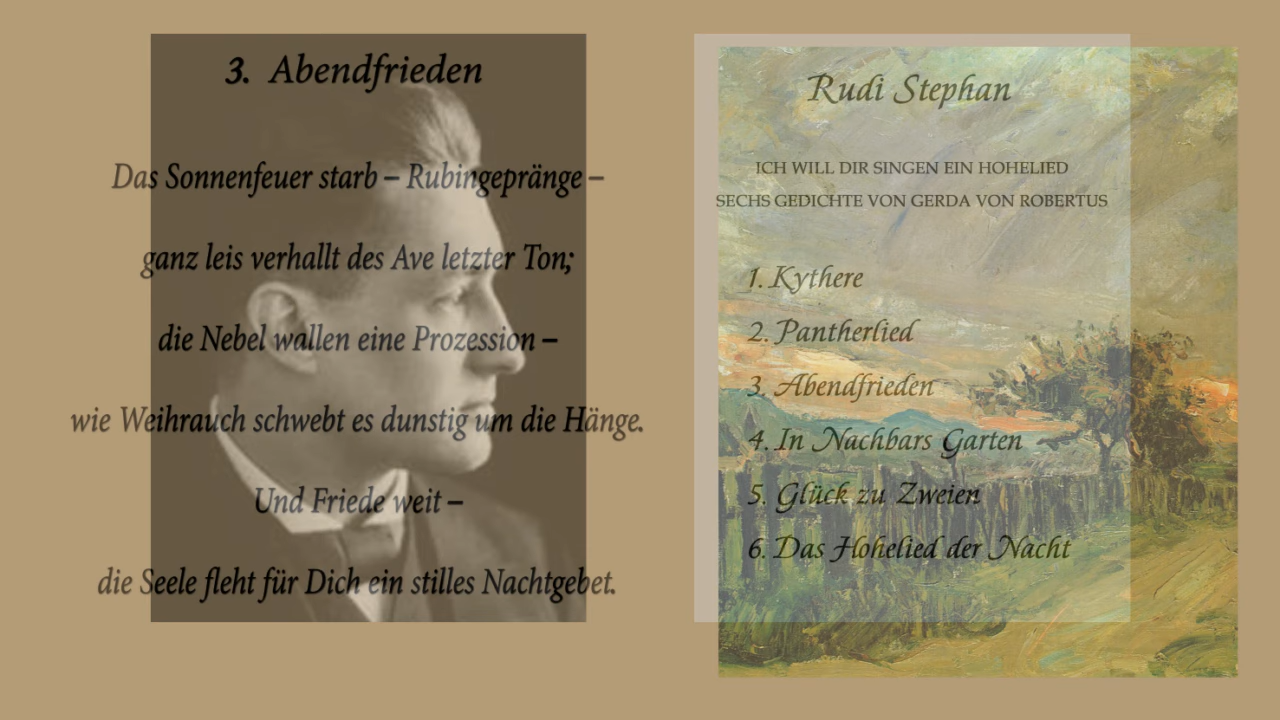 3. Abendfrieden
Das Sonnenfeuer starb – Rubingepränge –
ganz leis verhallt des Ave letzter Ton;
die Nebel wallen eine Prozession –
wie Weihrauch schwebt es dunstig um die Hänge.
Und Friede weit –
die Seele fleht für Dich ein stilles Nachtgebet.
Rudi Stephan
ICH WILL DIR SINGEN EIN HOHELIED
SECHS GEDICHTE VON GERDA VON ROBERTUS
1. Kythere
2. Pantherlied
3. Abendfrieden
4. In Nachbars Garten
5. Glück zu Zweien
6. Das Hohelied der Nacht